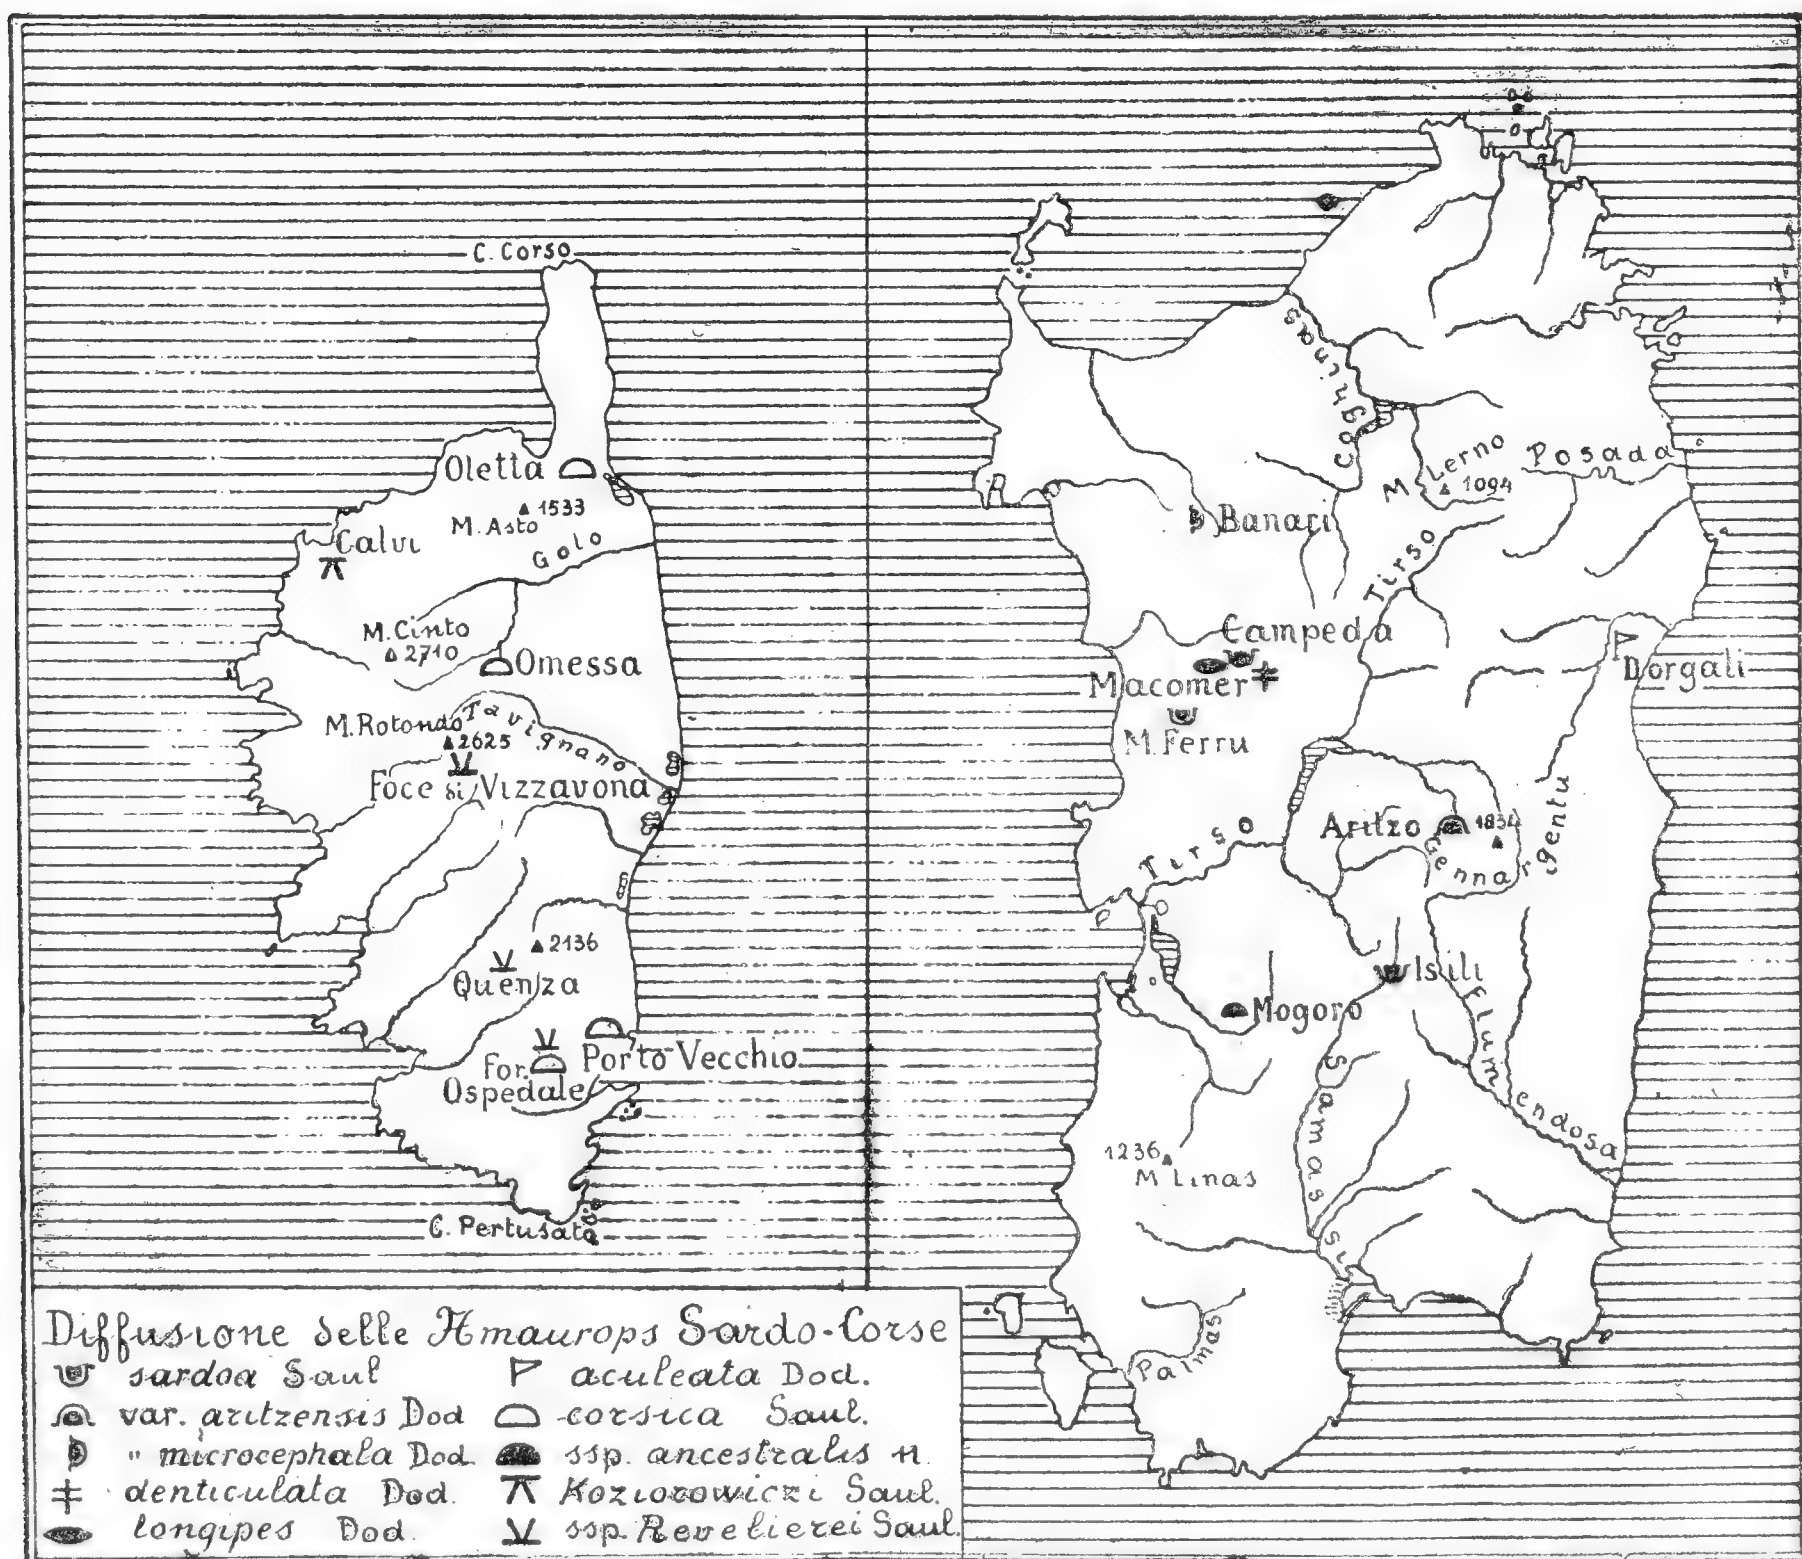 C. Corso
Oletta
1533
M. Asto
Golo
Calvi
M. Cinto
2710
Omessa
M. Rotondo
2625
Tavignano
Foce di Vizzavona
2136
Quenza
Porto Vecchio
For.
Ospedale
C. Pertusato
Coghinas
M. Lerno
1094
Posada
Banari
Tirso
Campeda
Dorgali
Macomer
M. Ferru
Aritzo
1834
Gennargentu
Tirso
Isili
Mogoro
Flumendosa
Samassi
1236
M Linas
Palmas
Diffusione delle Amaurops Sardo-Corse
sardoa Saul
var. aritzensis Dod
" microcephala Dod.
denticulata Dod.
longipes Dod.
aculeata Dod.
corsica Saul.
ssp. ancestralis n.
Koziorowiczi Saul.
ssp. Revelierei Saul.